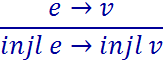 e → v
injl e → injl v